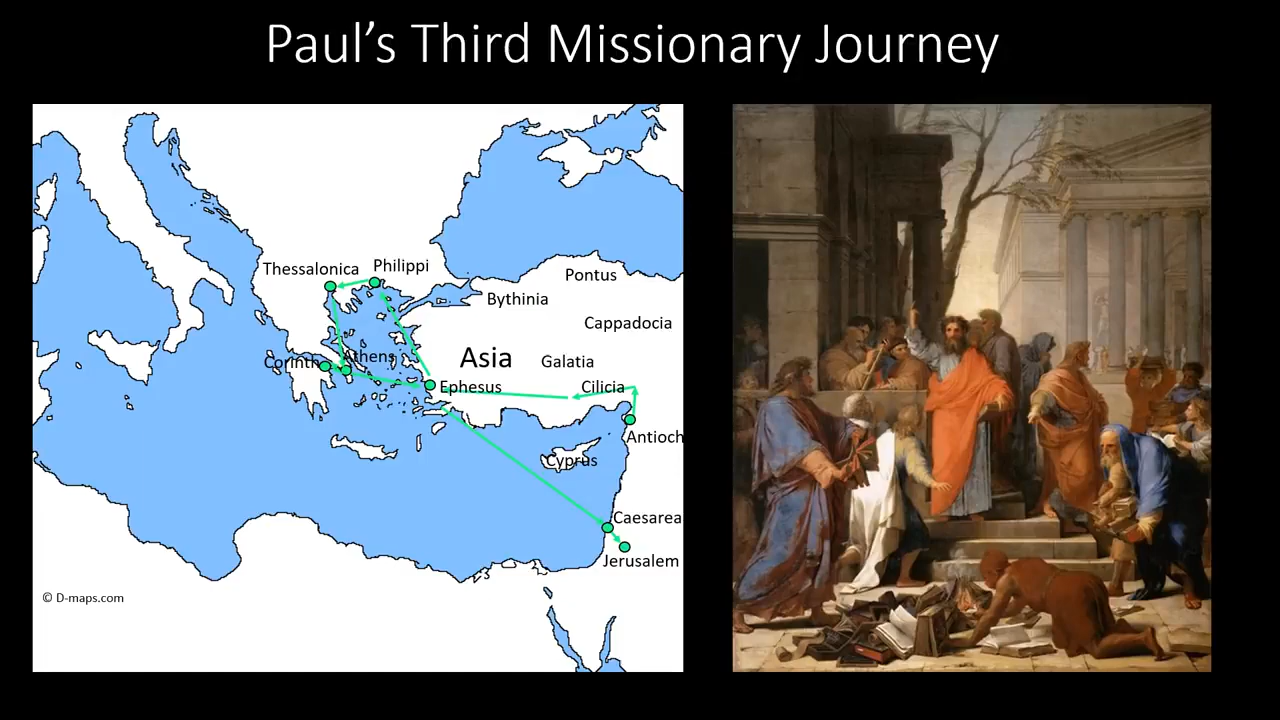 Paul’s Third Missionary Journey
Thessalonica
Philippi
Pontus
Bythinia
Cappadocia
Corinth
Athens
Asia
Galatia
Ephesus
Cilicia
Antioch
Cyprus
Caesarea
Jerusalem
© D-maps.com